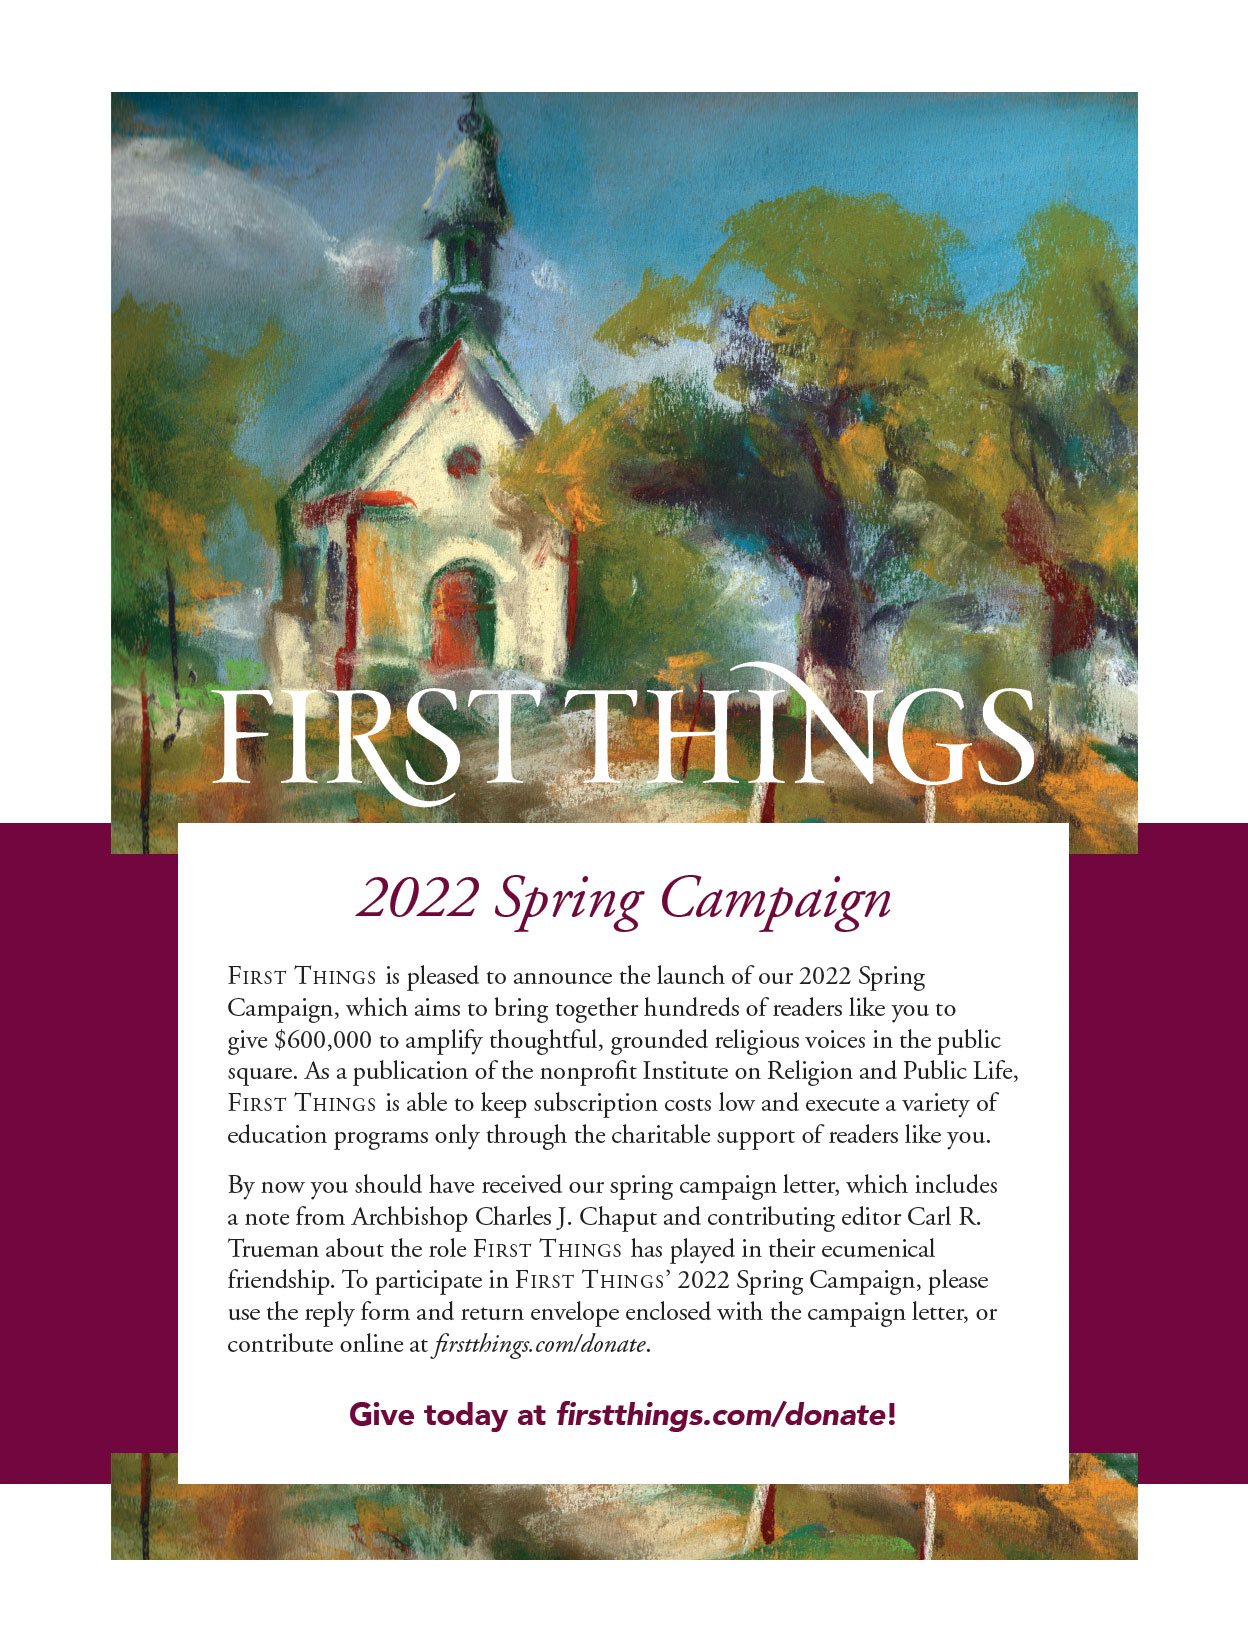 FIRST THINGS
2022 Spring Campaign
First Things is pleased to announce the launch of our 2022 Spring
Campaign, which aims to bring together hundreds of readers like you to
give $600,000 to amplify thoughtful, grounded religious voices in the public
square. As a publication of the nonprofit Institute on Religion and Public Life,
First Things is able to keep subscription costs low and execute a variety of
education programs only through the charitable support of readers like you.
By now you should have received our spring campaign letter, which includes
a note from Archbishop Charles J. Chaput and contributing editor Carl R.
Trueman about the role First Things has played in their ecumenical
friendship. To participate in First Things’ 2022 Spring Campaign, please
use the reply form and return envelope enclosed with the campaign letter, or
contribute online at firstthings.com/donate.
Give today at firstthings.com/donate!